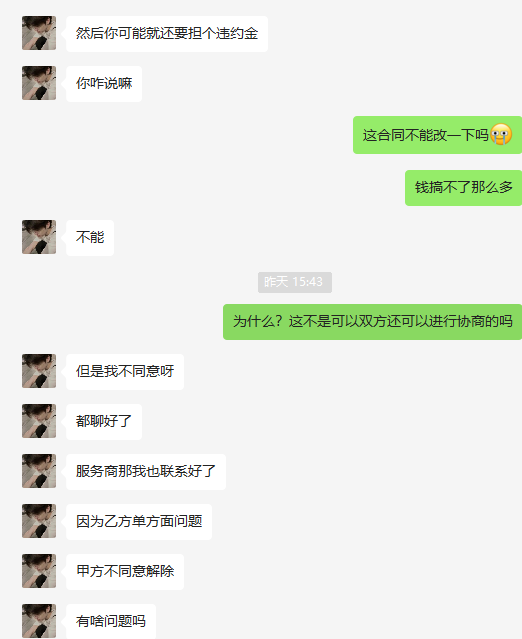 然后你可能就还要担个违约金
你咋说嘛
这合同不能改一下吗
钱搞不了那么多
不能
昨天 15:43
为什么？这不是可以双方还可以进行协商的吗
但是我不同意呀
都聊好了
服务商那我也联系好了
因为乙方单方面问题
甲方不同意解除
有啥问题吗